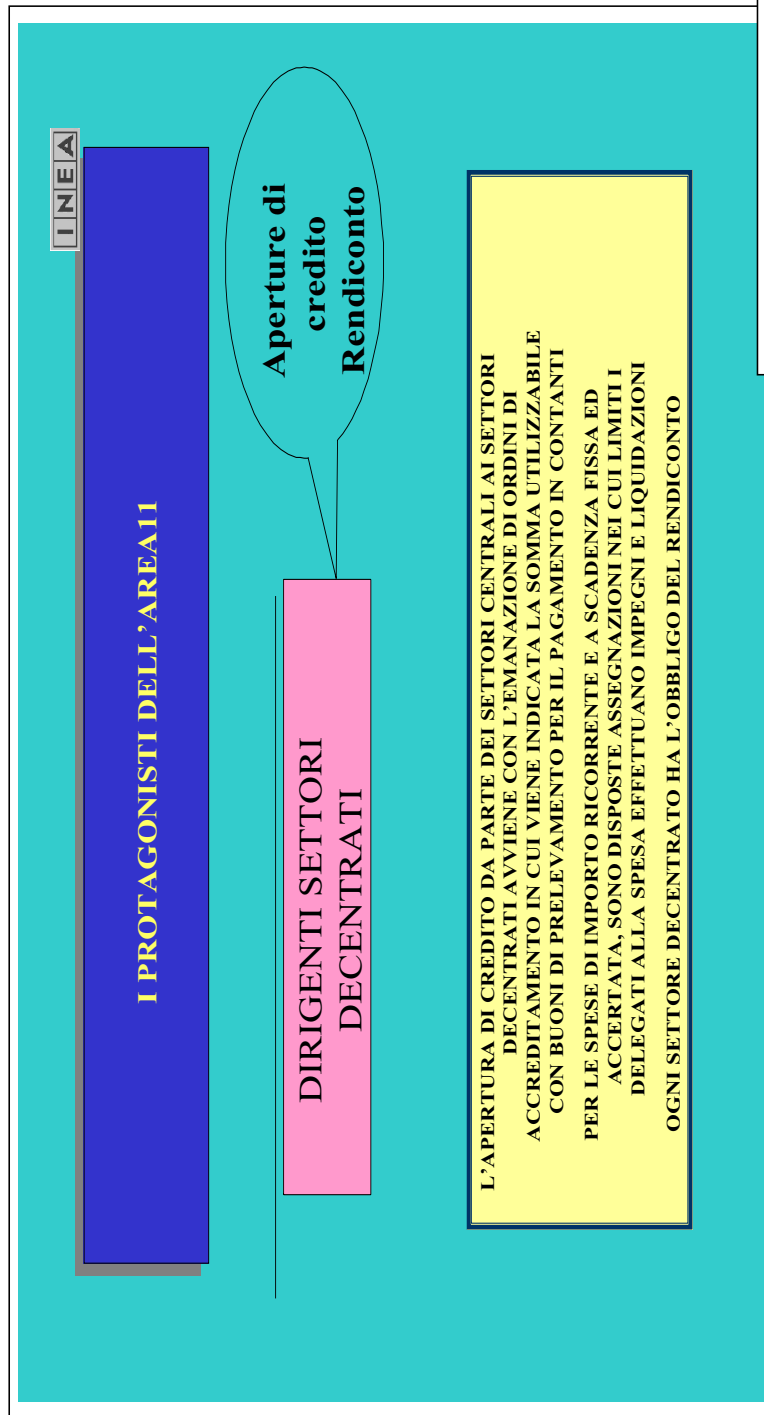 INEA
I PROTAGONISTI DELL’AREA11
Aperture di
credito
Rendiconto
DIRIGENTI SETTORI
DECENTRATI
L’APERTURA DI CREDITO DA PARTE DEI SETTORI CENTRALI AI SETTORI
DECENTRATI AVVIENE CON L’EMANAZIONE DI ORDINI DI
ACCREDITAMENTO IN CUI VIENE INDICATA LA SOMMA UTILIZZABILE
CON BUONI DI PRELEVAMENTO PER IL PAGAMENTO IN CONTANTI
PER LE SPESE DI IMPORTO RICORRENTE E A SCADENZA FISSA ED
ACCERTATA, SONO DISPOSTE ASSEGNAZIONI NEI CUI LIMITI I
DELEGATI ALLA SPESA EFFETTUANO IMPEGNI E LIQUIDAZIONI
OGNI SETTORE DECENTRATO HA L’OBBLIGO DEL RENDICONTO